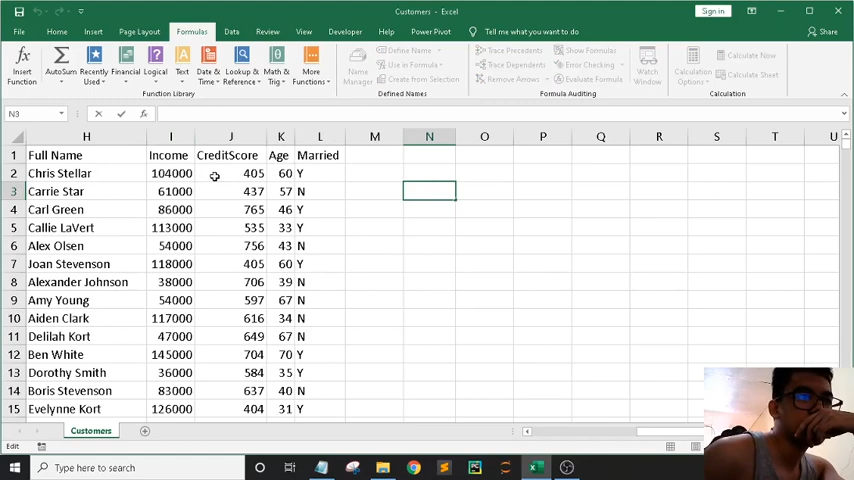 Customers - Excel
Sign in
File Home Insert Page Layout Formulas Data Review View Developer Help Power Pivot Tell me what you want to do Share
Insert Function
AutoSum
Recently Used
Financial
Logical
Text
Date & Time
Lookup & Reference
Math & Trig
More Functions
Function Library
Name Manager
Define Name
Use in Formula
Create from Selection
Defined Names
Trace Precedents
Trace Dependents
Remove Arrows
Show Formulas
Error Checking
Evaluate Formula
Formula Auditing
Watch Window
Calculation Options
Calculate Now
Calculate Sheet
Calculation
N3
H I J K L M N O P Q R S T U
1 Full Name Income CreditScore Age Married
2 Chris Stellar 104000 405 60 Y
3 Carrie Star 61000 437 57 N
4 Carl Green 86000 765 46 Y
5 Callie LaVert 113000 535 33 Y
6 Alex Olsen 54000 756 43 N
7 Joan Stevenson 118000 405 60 Y
8 Alexander Johnson 38000 706 39 N
9 Amy Young 54000 597 67 N
10 Aiden Clark 117000 616 34 N
11 Delilah Kort 47000 649 67 N
12 Ben White 145000 704 70 Y
13 Dorothy Smith 36000 584 35 Y
14 Boris Stevenson 83000 637 40 N
15 Evelynne Kort 126000 404 31 Y
Customers
Edit
Type here to search